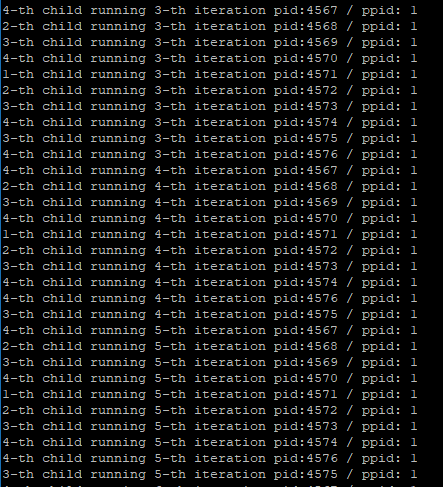 4-th child running 3-th iteration pid:4567 / ppid: 1
2-th child running 3-th iteration pid:4568 / ppid: 1
3-th child running 3-th iteration pid:4569 / ppid: 1
4-th child running 3-th iteration pid:4570 / ppid: 1
1-th child running 3-th iteration pid:4571 / ppid: 1
2-th child running 3-th iteration pid:4572 / ppid: 1
3-th child running 3-th iteration pid:4573 / ppid: 1
4-th child running 3-th iteration pid:4574 / ppid: 1
3-th child running 3-th iteration pid:4575 / ppid: 1
4-th child running 3-th iteration pid:4576 / ppid: 1
4-th child running 4-th iteration pid:4567 / ppid: 1
2-th child running 4-th iteration pid:4568 / ppid: 1
3-th child running 4-th iteration pid:4569 / ppid: 1
4-th child running 4-th iteration pid:4570 / ppid: 1
1-th child running 4-th iteration pid:4571 / ppid: 1
2-th child running 4-th iteration pid:4572 / ppid: 1
3-th child running 4-th iteration pid:4573 / ppid: 1
4-th child running 4-th iteration pid:4574 / ppid: 1
4-th child running 4-th iteration pid:4576 / ppid: 1
3-th child running 4-th iteration pid:4575 / ppid: 1
4-th child running 5-th iteration pid:4567 / ppid: 1
2-th child running 5-th iteration pid:4568 / ppid: 1
3-th child running 5-th iteration pid:4569 / ppid: 1
4-th child running 5-th iteration pid:4570 / ppid: 1
1-th child running 5-th iteration pid:4571 / ppid: 1
2-th child running 5-th iteration pid:4572 / ppid: 1
3-th child running 5-th iteration pid:4573 / ppid: 1
4-th child running 5-th iteration pid:4574 / ppid: 1
4-th child running 5-th iteration pid:4576 / ppid: 1
3-th child running 5-th iteration pid:4575 / ppid: 1